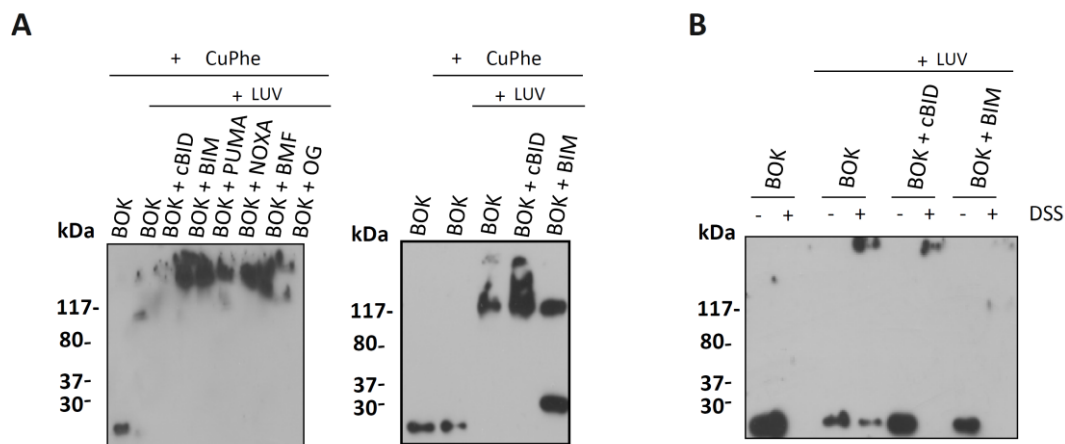 A
+ CuPhe
+ LUV
BOK
BOK
BOK + cBID
BOK + BIM
BOK + PUMA
BOK + NOXA
BOK + BMF
BOK + OG
kDa
117-
80-
37-
30-
+ CuPhe
+ LUV
BOK
BOK
BOK
BOK + cBID
BOK + BIM
kDa
117-
80-
37-
30-
B
+ LUV
BOK
BOK
BOK + cBID
BOK + BIM
- + - + - + - + DSS
kDa
117-
80-
37-
30-